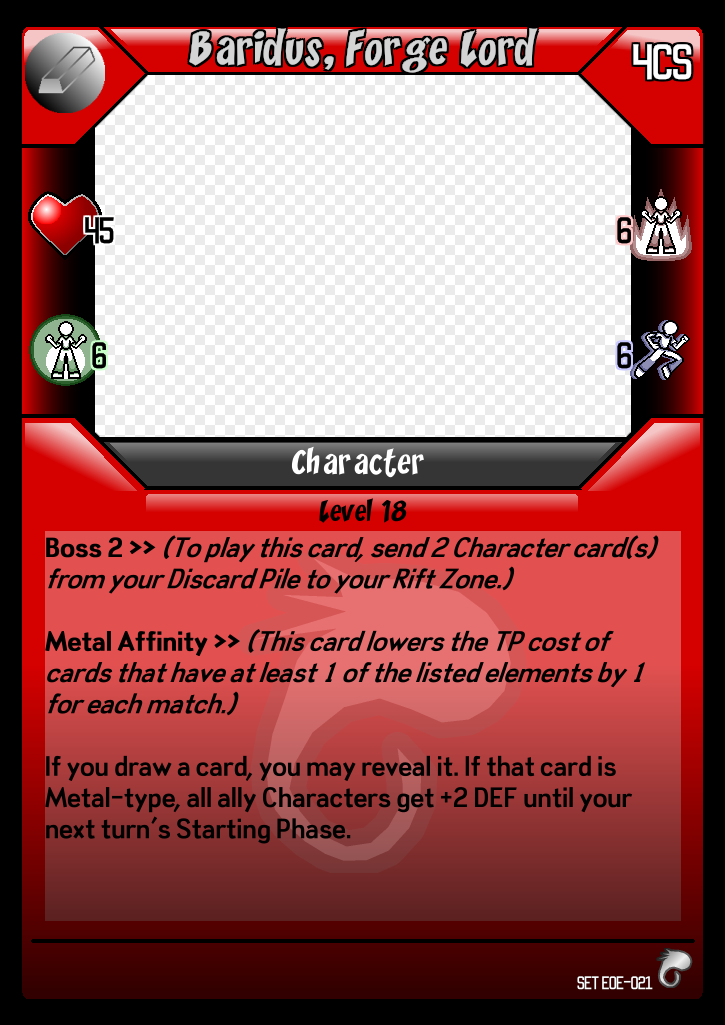 Baridus, Forge Lord
4CS
45
6
6
6
Character
Level 18
Boss 2 >> (To play this card, send 2 Character card(s)
from your Discard Pile to your Rift Zone.)
Metal Affinity >> (This card lowers the TP cost of
cards that have at least 1 of the listed elements by 1
for each match.)
If you draw a card, you may reveal it. If that card is
Metal-type, all ally Characters get +2 DEF until your
next turn's Starting Phase.
SET EOE-021